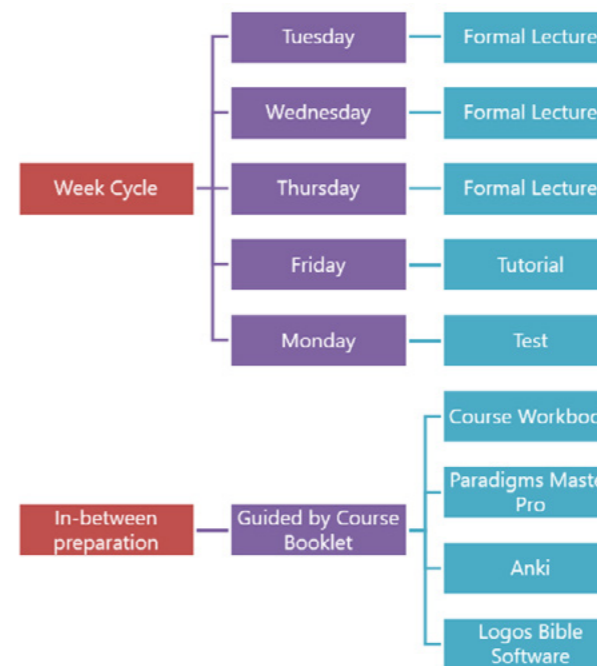 Tuesday
Formal Lecture
Wednesday
Formal Lecture
Week Cycle
Thursday
Formal Lecture
Friday
Tutorial
Monday
Test
Course Workboo
Paradigms Maste
Pro
In-between
preparation
Guided by Course
Booklet
Anki
Logos Bible
Software